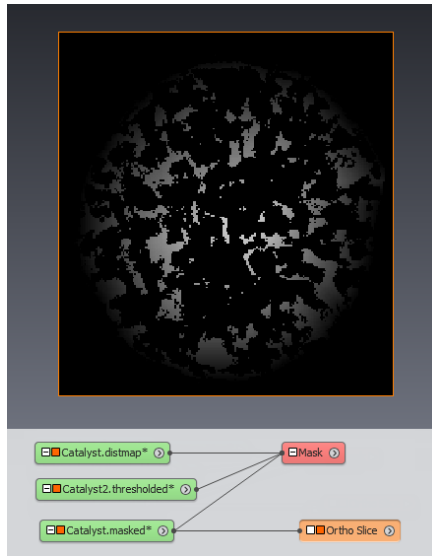 Catalyst.distmap*
Mask
Catalyst2.thresholded*
Catalyst.masked*
Ortho Slice